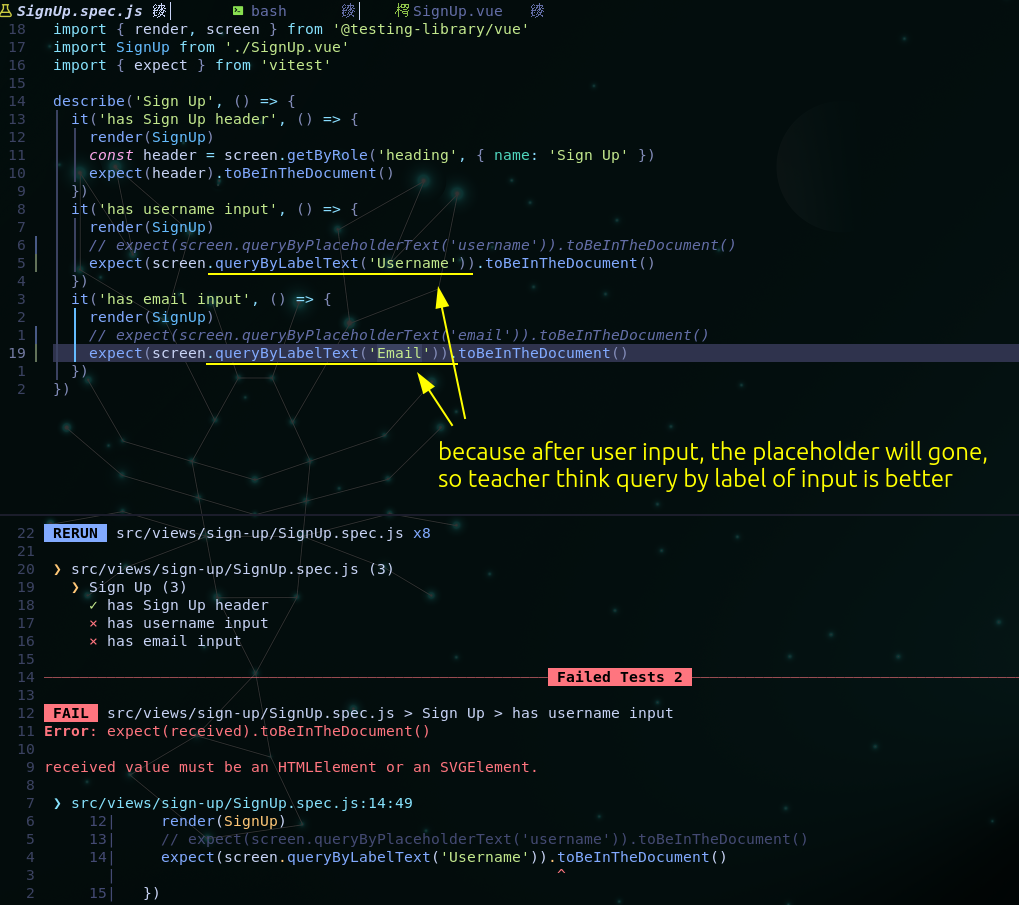 SignUp.spec.js bash SignUp.vue
18 import { render, screen } from '@testing-library/vue'
17 import SignUp from './SignUp.vue'
16 import { expect } from 'vitest'
15
14 describe('Sign Up', () => {
13 it('has Sign Up header', () => {
12 render(SignUp)
11 const header = screen.getByRole('heading', { name: 'Sign Up' })
10 expect(header).toBeInTheDocument()
9 })
8 it('has username input', () => {
7 render(SignUp)
6 // expect(screen.queryByPlaceholderText('username')).toBeInTheDocument()
5 expect(screen.queryByLabelText('Username')).toBeInTheDocument()
4 })
3 it('has email input', () => {
2 render(SignUp)
1 // expect(screen.queryByPlaceholderText('email')).toBeInTheDocument()
19 expect(screen.queryByLabelText('Email')).toBeInTheDocument()
1 })
2 })
because after user input, the placeholder will gone,
so teacher think query by label of input is better
22 RERUN src/views/sign-up/SignUp.spec.js x8
21
20 ❯ src/views/sign-up/SignUp.spec.js (3)
19 ❯ Sign Up (3)
18 ✓ has Sign Up header
17 × has username input
16 × has email input
15
14 Failed Tests 2
13
12 FAIL src/views/sign-up/SignUp.spec.js > Sign Up > has username input
11 Error: expect(received).toBeInTheDocument()
10
9 received value must be an HTMLElement or an SVGElement.
8
7 ❯ src/views/sign-up/SignUp.spec.js:14:49
6 12| render(SignUp)
5 13| // expect(screen.queryByPlaceholderText('username')).toBeInTheDocument()
4 14| expect(screen.queryByLabelText('Username')).toBeInTheDocument()
3 | ^
2 15| })